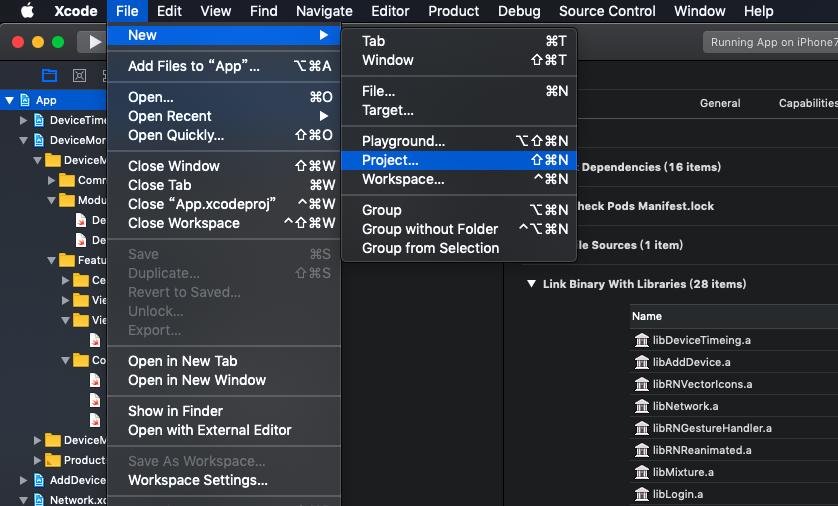 Xcode File Edit View Find Navigate Editor Product Debug Source Control Window Help
Running App on iPhone7
General Capabilities
App
DeviceTime
DeviceMor
DeviceM
Comm
Modu
De
De
Featu
Ce
Vie
Vie
Co
DeviceM
Product
AddDevice
Network.xc
New
Add Files to “App”... ⌥⌘A
Open... ⌘O
Open Recent
Open Quickly... ⇧⌘O
Close Window ⇧⌘W
Close Tab ⌘W
Close “App.xcodeproj” ^⌘W
Close Workspace ^⇧⌘W
Save ⌘S
Duplicate... ⇧⌘S
Revert to Saved...
Unlock...
Export...
Open in New Tab
Open in New Window
Show in Finder
Open with External Editor
Save As Workspace...
Workspace Settings...
Tab ⌘T
Window ⇧⌘T
File... ⌘N
Target...
Playground... ⌥⇧⌘N
Project... ⇧⌘N
Workspace... ^⌘N
Group ⌥⌘N
Group without Folder ^⌥⌘N
Group from Selection
Dependencies (16 items)
heck Pods Manifest.lock
le Sources (1 item)
Link Binary With Libraries (28 items)
Name
libDeviceTimeing.a
libAddDevice.a
libRNVectorIcons.a
libNetwork.a
libRNGestureHandler.a
libRNReanimated.a
libMixture.a
libLogin.a